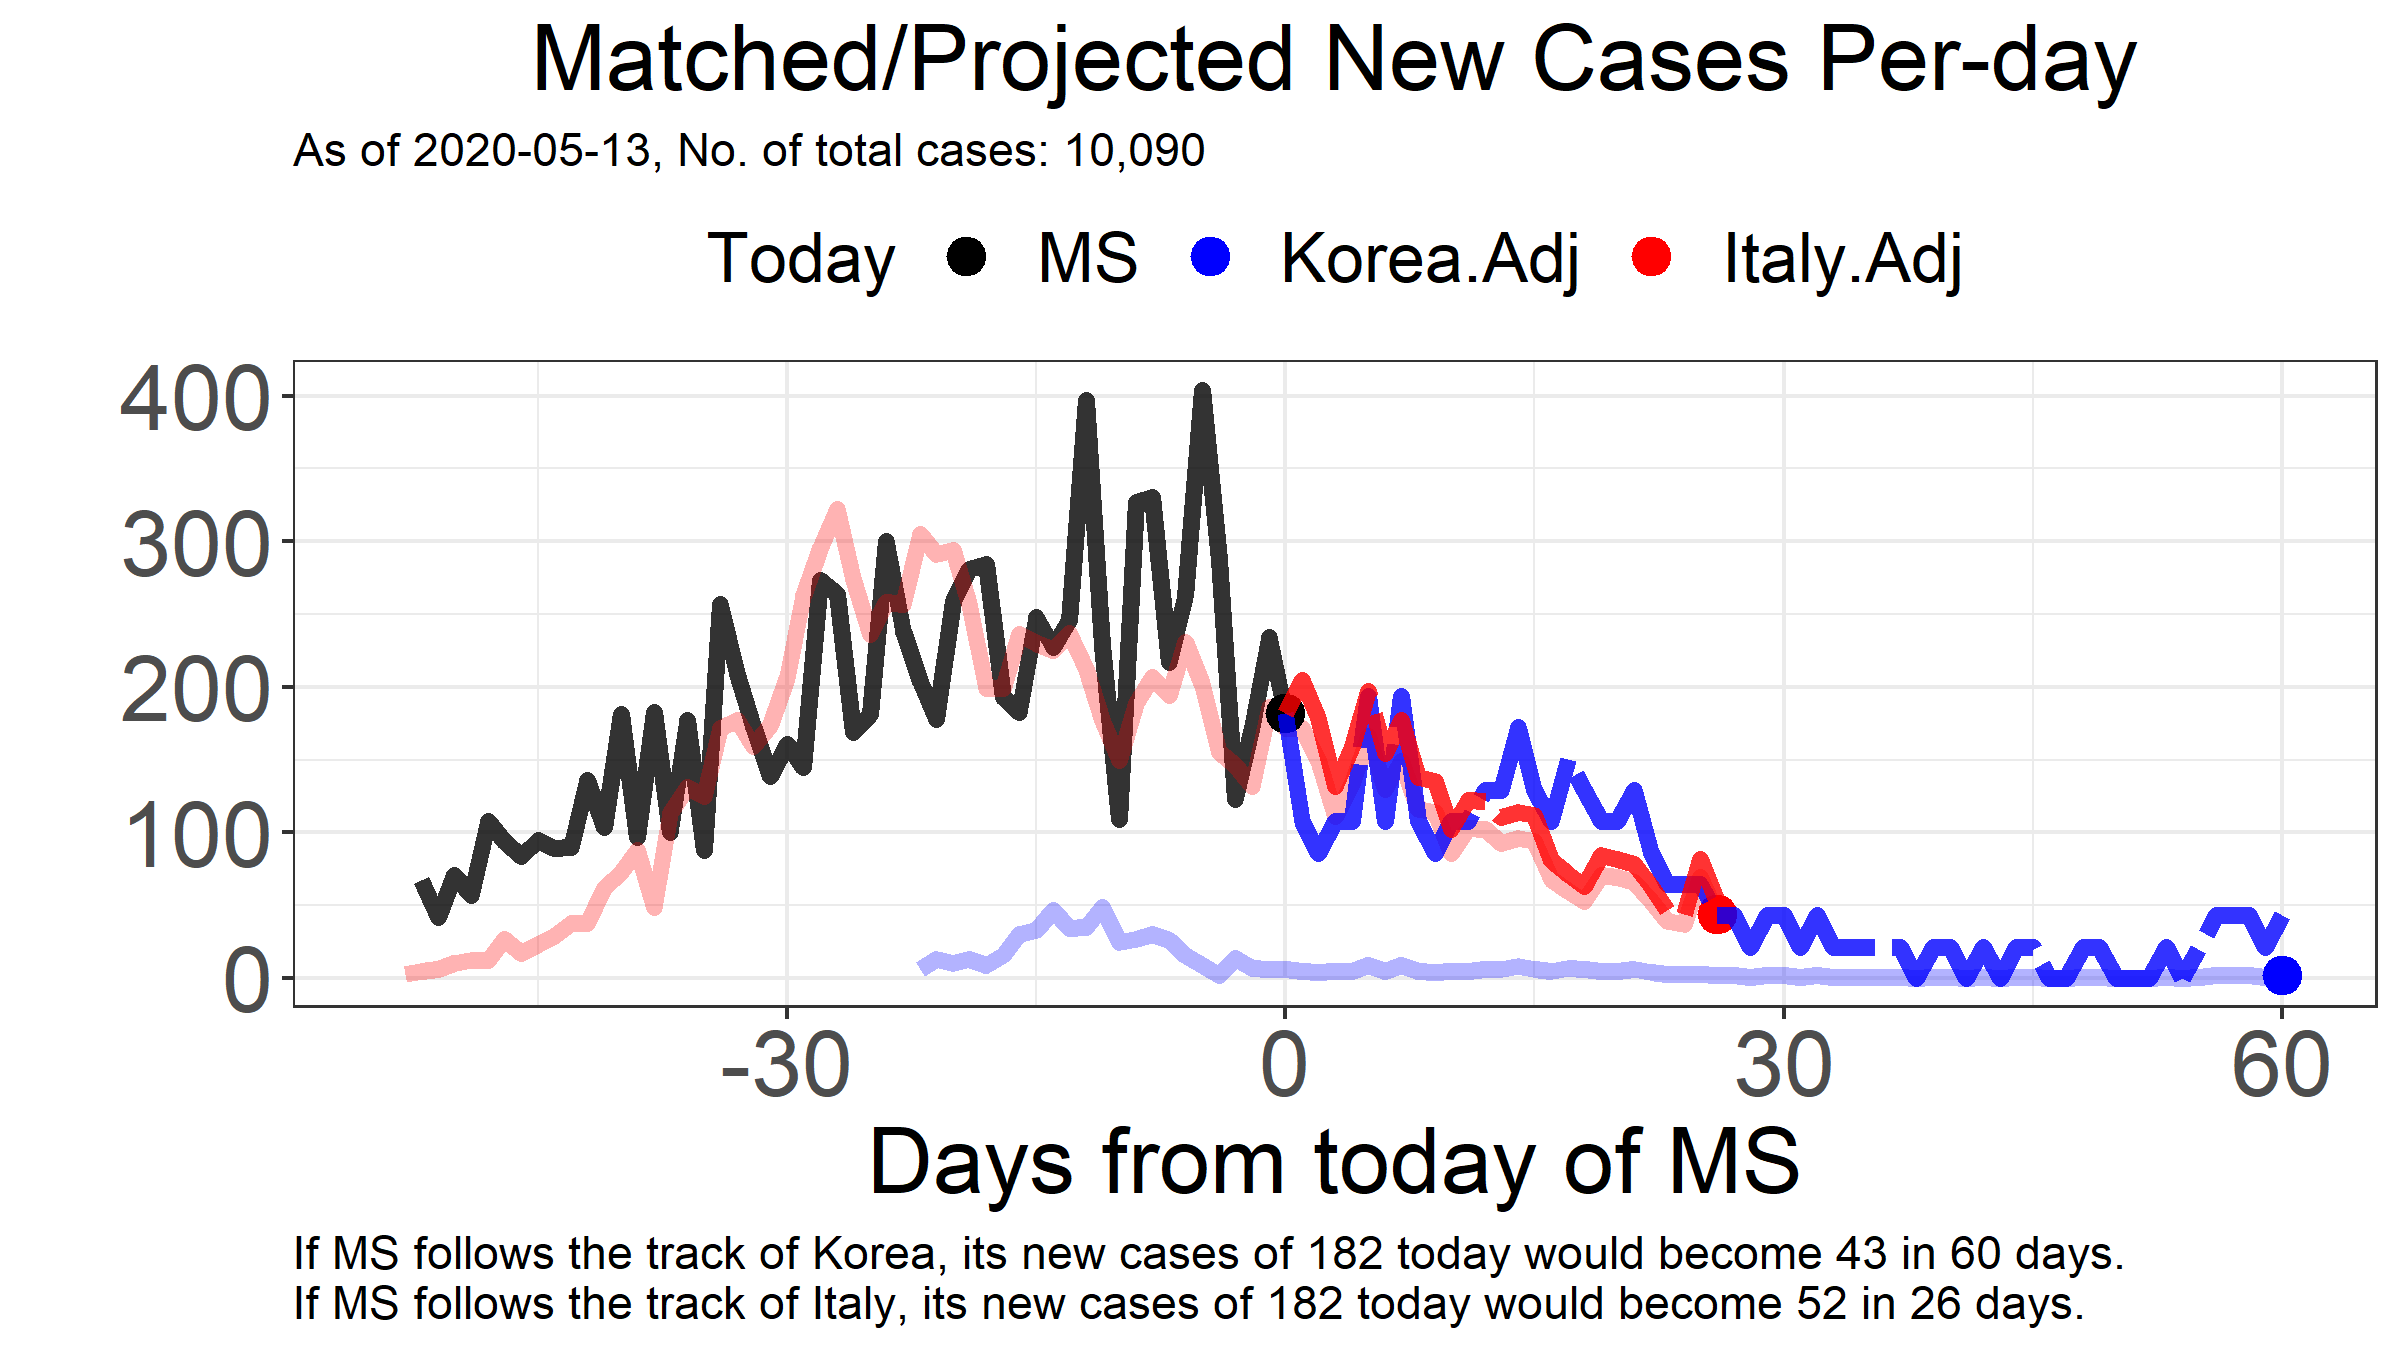 Matched/Projected New Cases Per-day
As of 2020-05-13, No. of total cases: 10,090
Today MS Korea.Adj Italy.Adj
400
300
200
100
0
-30 0 30 60
Days from today of MS
If MS follows the track of Korea, its new cases of 182 today would become 43 in 60 days.
If MS follows the track of Italy, its new cases of 182 today would become 52 in 26 days.